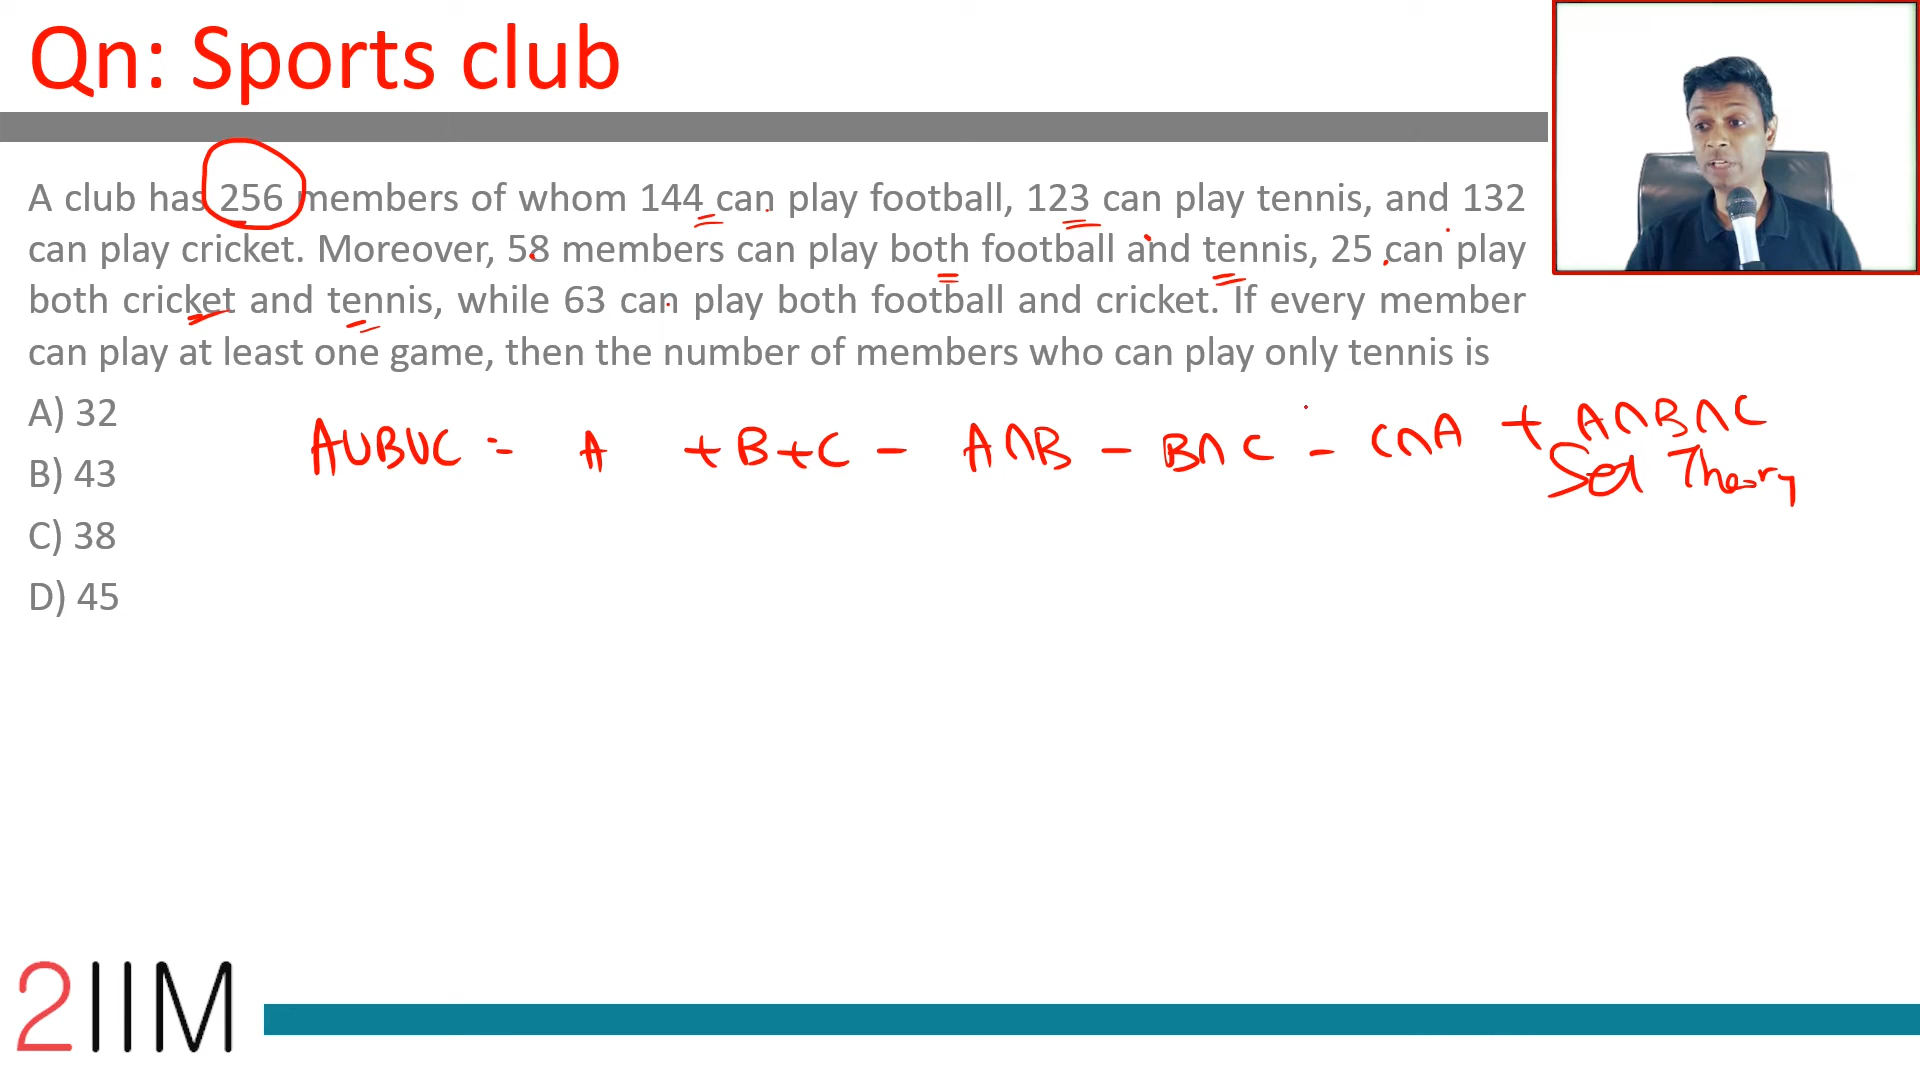 Qn: Sports club
A club has 256 members of whom 144 can play football, 123 can play tennis, and 132
can play cricket. Moreover, 58 members can play both football and tennis, 25 can play
both cricket and tennis, while 63 can play both football and cricket. If every member
can play at least one game, then the number of members who can play only tennis is
A) 32
B) 43
C) 38
D) 45
A∪B∪C = A + B + C - A∩B - B∩C - C∩A + A∩B∩C
Set Theory
2IIM